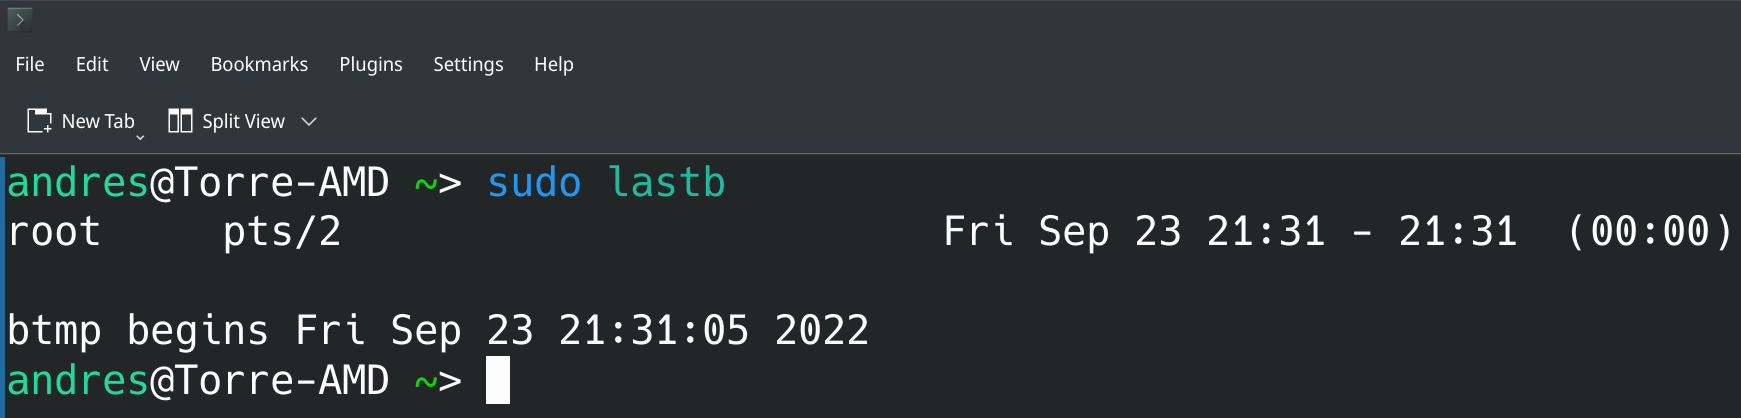 File Edit View Bookmarks Plugins Settings Help
New Tab Split View
andres@Torre-AMD ~> sudo lastb
root     pts/2                         Fri Sep 23 21:31 - 21:31  (00:00)
btmp begins Fri Sep 23 21:31:05 2022
andres@Torre-AMD ~>